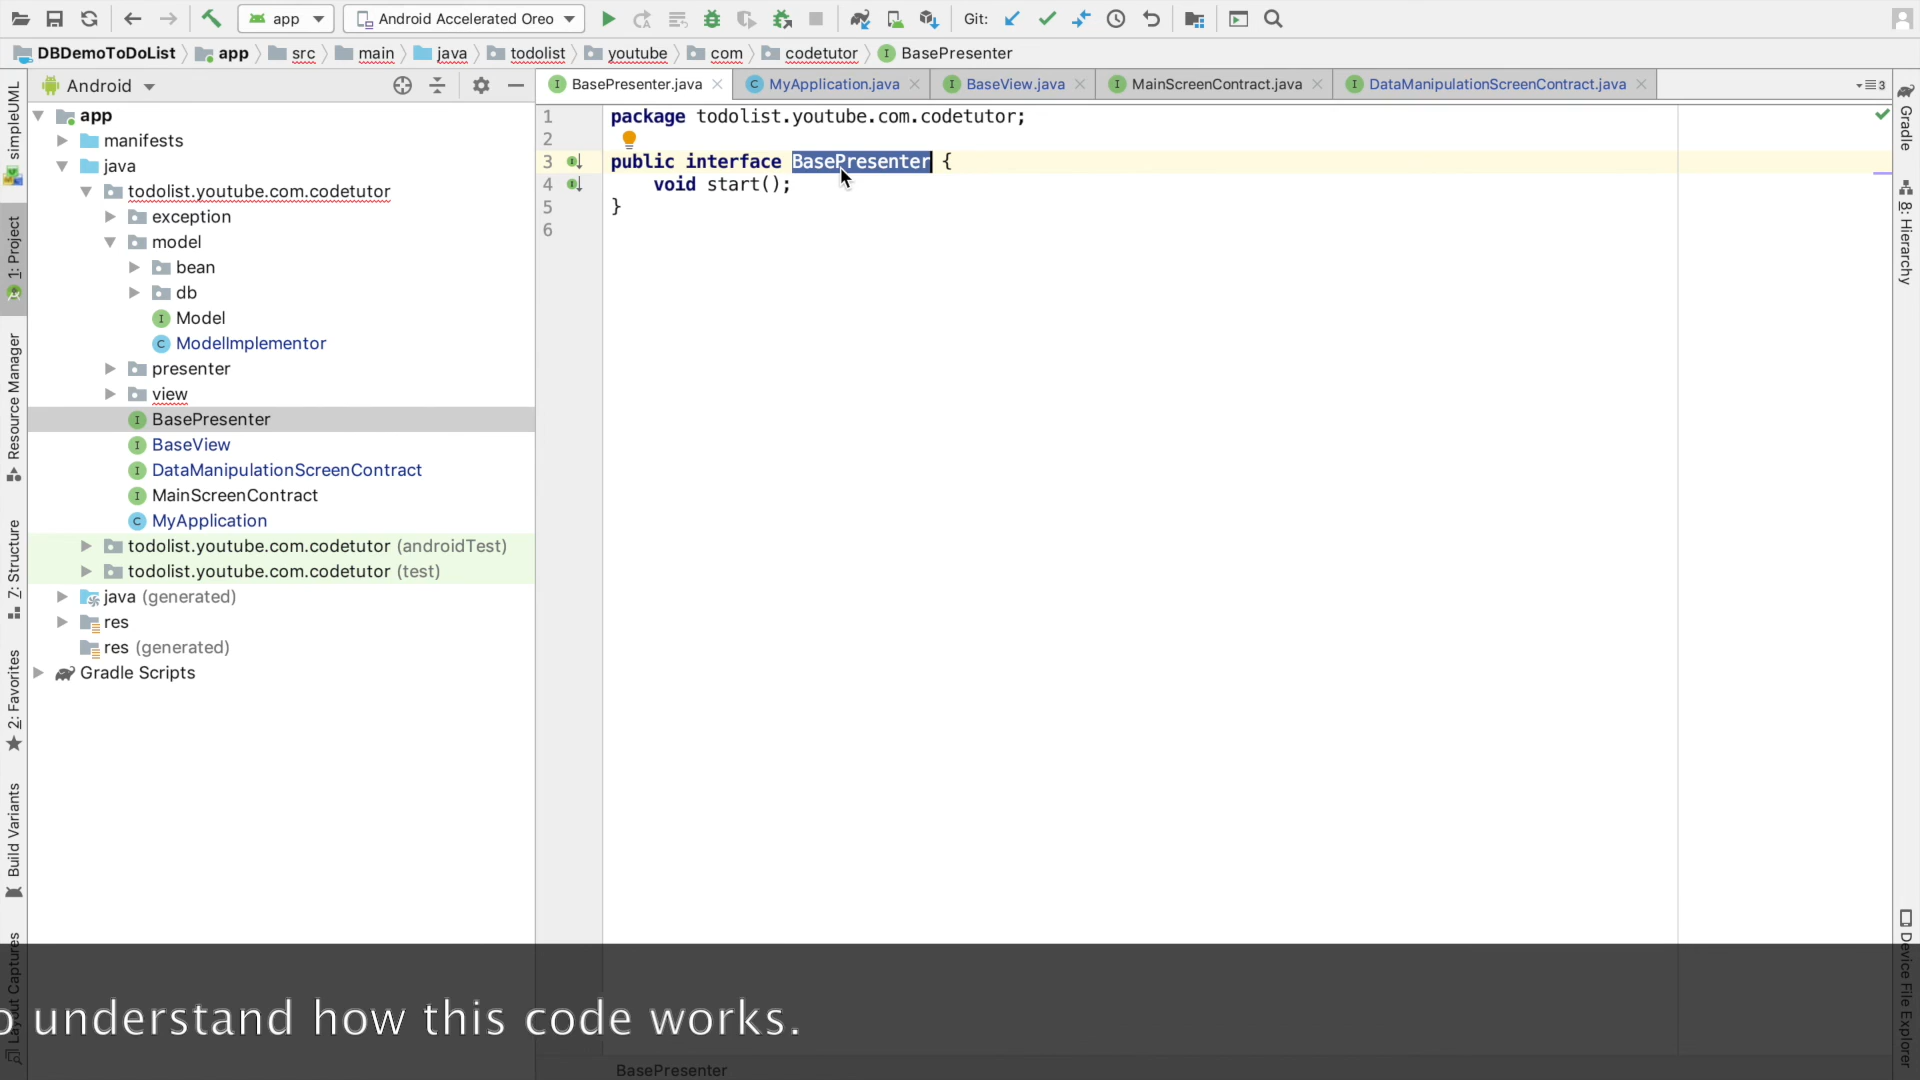 app
Android Accelerated Oreo
Git:
DBDemoToDoList
app
src
main
java
todolist
youtube
com
codetutor
BasePresenter
Android
BasePresenter.java
MyApplication.java
BaseView.java
MainScreenContract.java
DataManipulationScreenContract.java
3
simpleUML
1: Project
Resource Manager
7: Structure
2: Favorites
Build Variants
Layout Captures
app
manifests
java
todolist.youtube.com.codetutor
exception
model
bean
db
Model
ModelImplementor
presenter
view
BasePresenter
BaseView
DataManipulationScreenContract
MainScreenContract
MyApplication
todolist.youtube.com.codetutor (androidTest)
todolist.youtube.com.codetutor (test)
java (generated)
res
res (generated)
Gradle Scripts
1 package todolist.youtube.com.codetutor;
2
3 public interface BasePresenter {
4 void start();
5 }
6
Gradle
8: Hierarchy
Device File Explorer
o understand how this code works.
BasePresenter